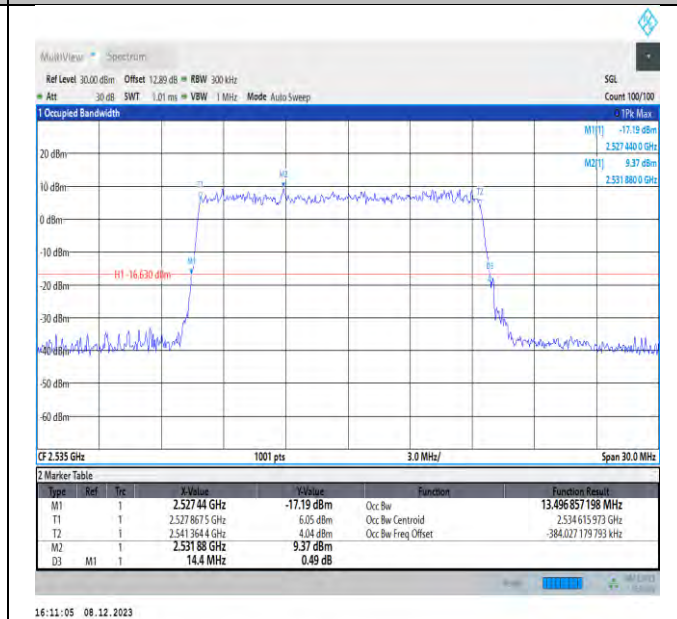 MultiView Spectrum
Ref Level 30.00 dBm Offset 12.89 dB RBW 300 kHz SGL
Att 30 dB SWT 1.01 ms VBW 1 MHz Mode Auto Sweep Count 100/100
1 Occupied Bandwidth 1Pk Max
M1[1] -17.19 dBm
2.527 440 0 GHz
20 dBm
M2[1] 9.37 dBm
2.531 880 0 GHz
M2
10 dBm
T1
T2
0 dBm
-10 dBm
M1
D3
H1 -16.630 dBm
-20 dBm
-30 dBm
-40 dBm
-50 dBm
-60 dBm
CF 2.535 GHz 1001 pts 3.0 MHz/ Span 30.0 MHz
2 Marker Table
Type Ref Trc X-Value Y-Value Function Function Result
M1 1 2.527 44 GHz -17.19 dBm Occ Bw 13.496 857 198 MHz
T1 1 2.527 867 5 GHz 6.05 dBm Occ Bw Centroid 2.534 615 973 GHz
T2 1 2.541 364 4 GHz 4.04 dBm Occ Bw Freq Offset -384.027 179 793 kHz
M2 1 2.531 88 GHz 9.37 dBm
D3 M1 1 14.4 MHz 0.49 dB
16:11:05 08.12.2023